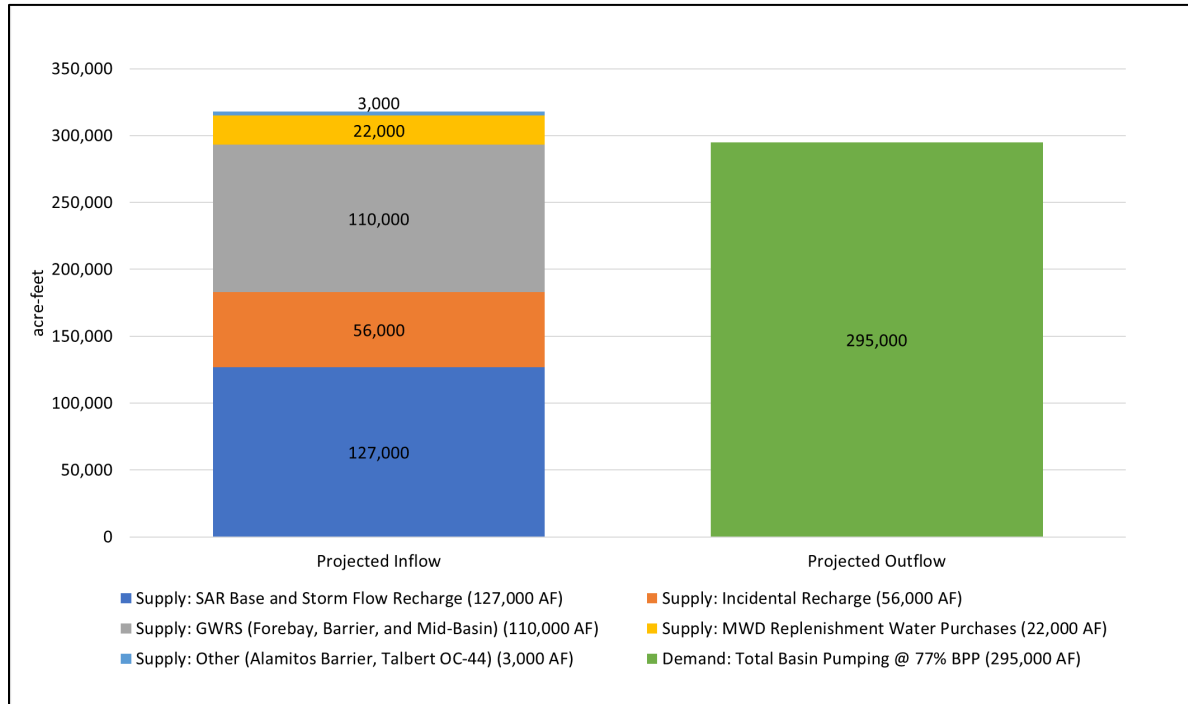 350,000
300,000
250,000
200,000
150,000
100,000
50,000
0
acre-feet
3,000
22,000
110,000
56,000
127,000
295,000
Projected Inflow
Projected Outflow
Supply: SAR Base and Storm Flow Recharge (127,000 AF)
Supply: Incidental Recharge (56,000 AF)
Supply: GWRS (Forebay, Barrier, and Mid-Basin) (110,000 AF)
Supply: MWD Replenishment Water Purchases (22,000 AF)
Supply: Other (Alamitos Barrier, Talbert OC-44) (3,000 AF)
Demand: Total Basin Pumping @ 77% BPP (295,000 AF)